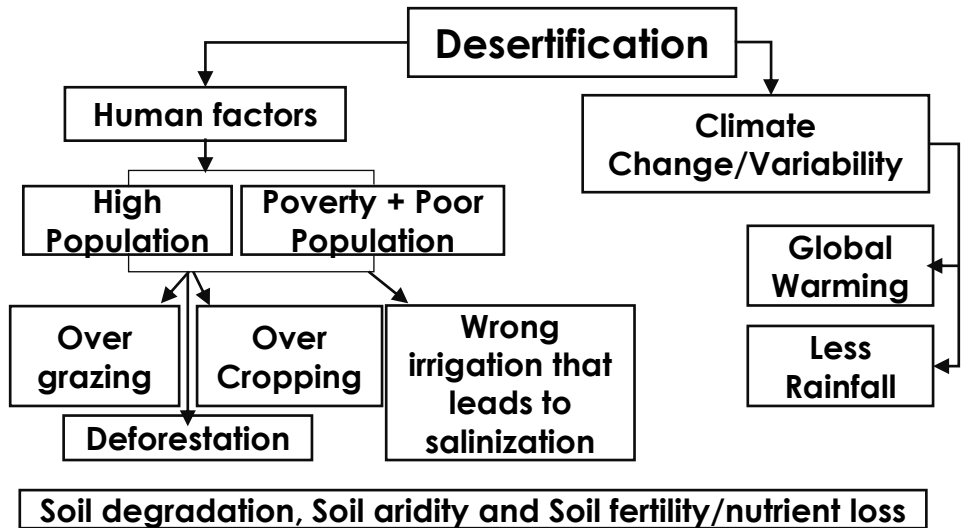 Desertification
Human factors
Climate
Change/Variability
High
Population
Poverty + Poor
Population
Global
Warming
Over
grazing
Over
Cropping
Wrong
irrigation that
leads to
salinization
Less
Rainfall
Deforestation
Soil degradation, Soil aridity and Soil fertility/nutrient loss